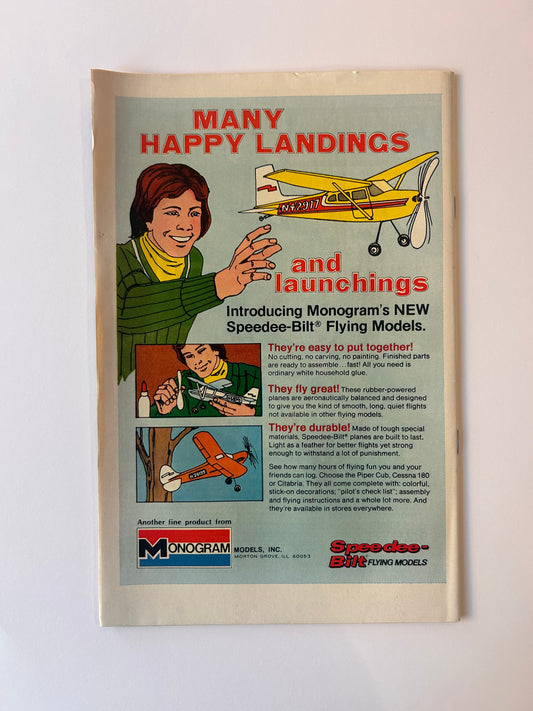 MANY
HAPPY LANDINGS
N42917
and
launchings
Introducing Monogram's NEW
Speedee-Bilt® Flying Models.
They're easy to put together!
No cutting, no carving, no painting. Finished parts
are ready to assemble...fast! All you need is
ordinary white household glue.
They fly great! These rubber-powered
planes are aeronautically balanced and designed
to give you the kind of smooth, long, quiet flights
not available in other flying models.
They're durable! Made of tough special
materials, Speedee-Bilt® planes are built to last.
Light as a feather for better flights yet strong
enough to withstand a lot of punishment.
See how many hours of flying fun you and your
friends can log. Choose the Piper Cub, Cessna 180
or Citabria. They all come complete with: colorful,
stick-on decorations; "pilot's check list"; assembly
and flying instructions and a whole lot more. And
they're available in stores everywhere.
Another fine product from
MONOGRAM MODELS, INC.
MORTON GROVE, ILL. 60053
Speedee-
Bilt® FLYING MODELS